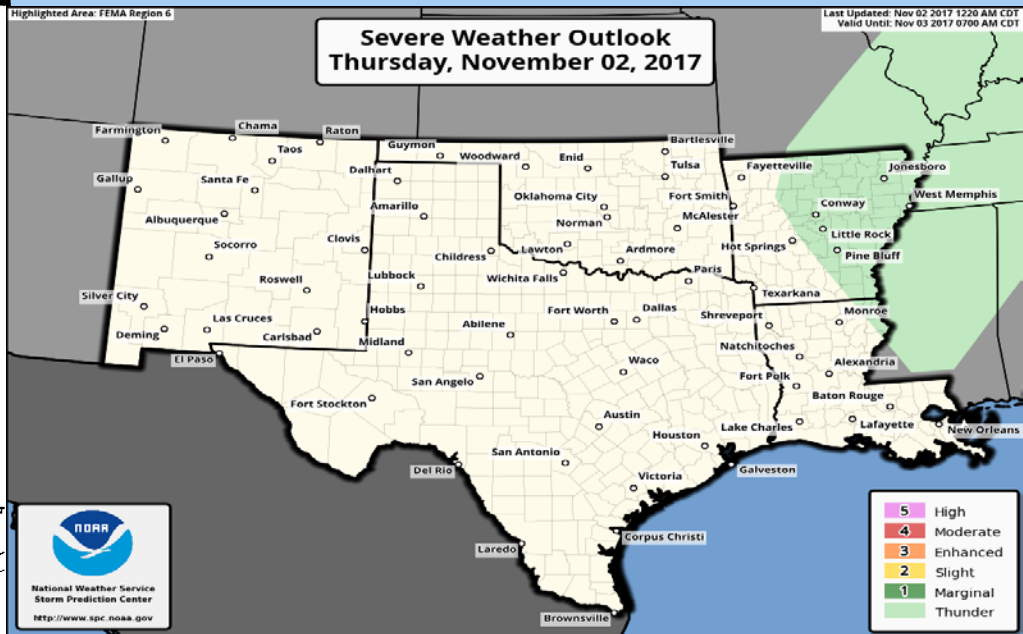 Highlighted Area: FEMA Region 6
Last Updated: Nov 02 2017 1220 AM CDT
Valid Until: Nov 03 2017 0700 AM CDT
Severe Weather Outlook
Thursday, November 02, 2017
Farmington
Chama
Raton
Taos
Guymon
Woodward
Enid
Bartlesville
Tulsa
Fayetteville
Jonesboro
Gallup
Santa Fe
Dalhart
Amarillo
Oklahoma City
Norman
Fort Smith
McAlester
Conway
West Memphis
Albuquerque
Socorro
Clovis
Childress
Lawton
Ardmore
Hot Springs
Little Rock
Pine Bluff
Roswell
Lubbock
Wichita Falls
Paris
Texarkana
Silver City
Las Cruces
Hobbs
Abilene
Fort Worth
Dallas
Shreveport
Monroe
Deming
Carlsbad
Midland
Natchitoches
El Paso
San Angelo
Waco
Fort Polk
Alexandria
Fort Stockton
Austin
Baton Rouge
Houston
Lake Charles
Lafayette
New Orleans
Del Rio
San Antonio
Victoria
Galveston
Laredo
Corpus Christi
Brownsville
NOAA
National Weather Service
Storm Prediction Center
http://www.spc.noaa.gov
5 High
4 Moderate
3 Enhanced
2 Slight
1 Marginal
Thunder